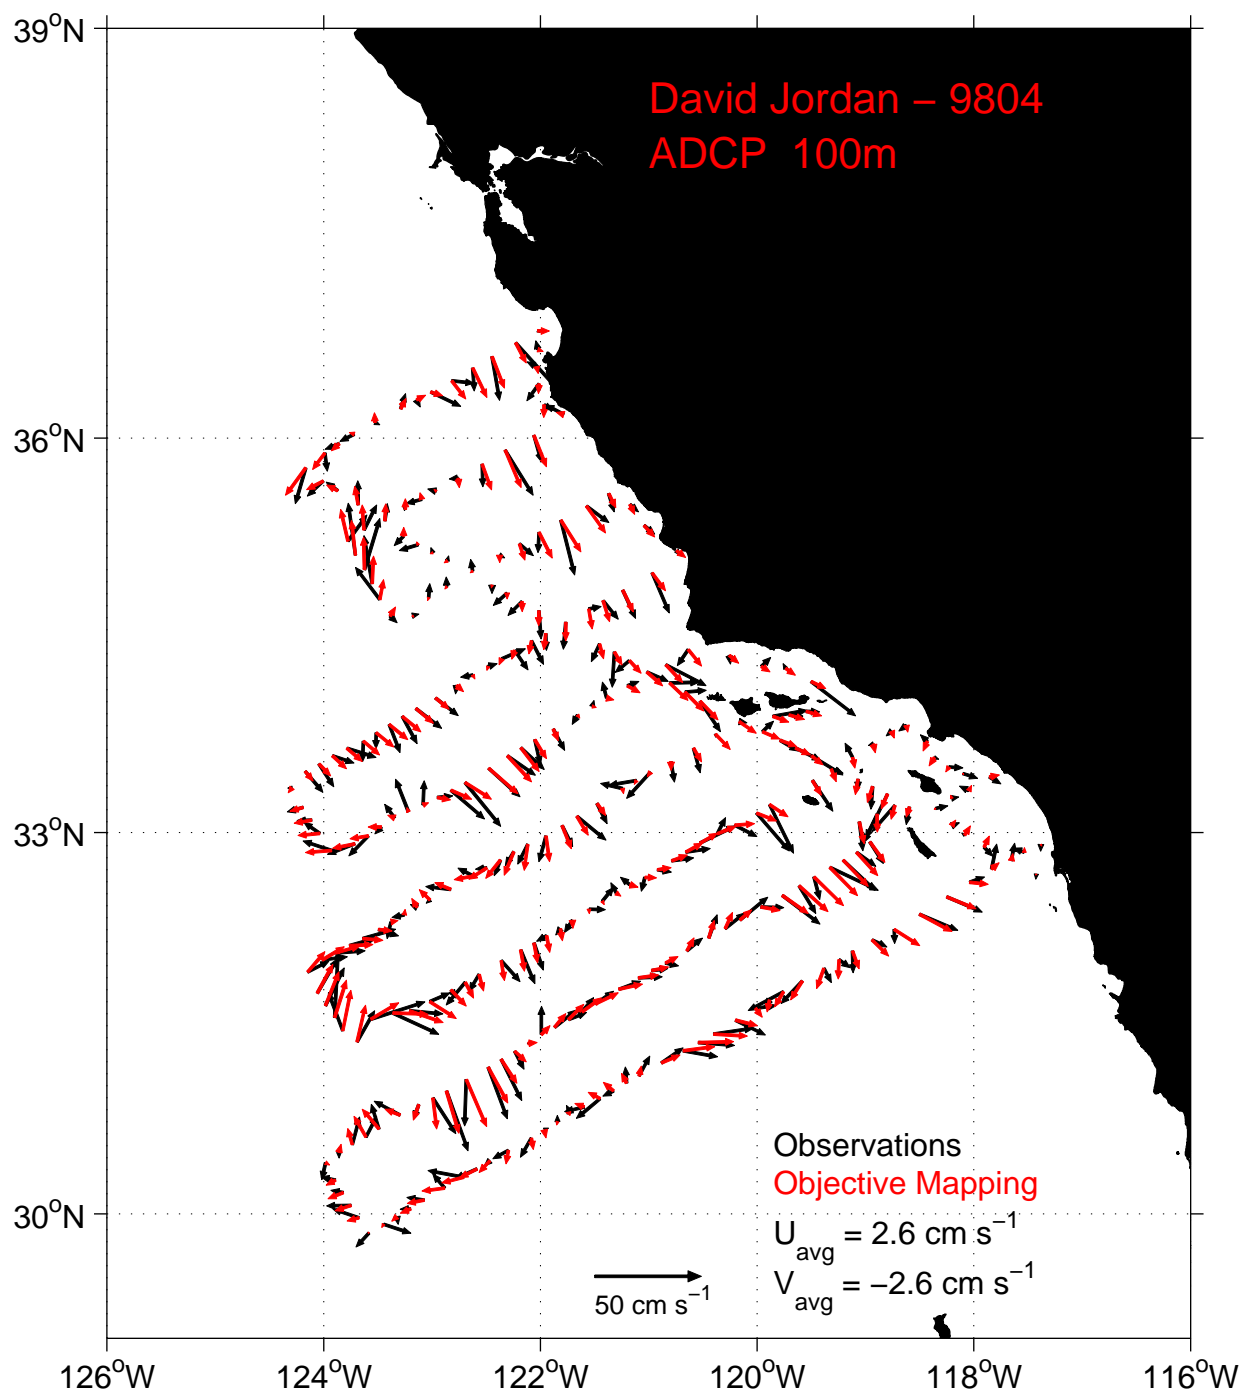 39°N
David Jordan – 9804
ADCP 100m
36°N
33°N
30°N
Observations
Objective Mapping
U_avg = 2.6 cm s⁻¹
V_avg = −2.6 cm s⁻¹
50 cm s⁻¹
126°W 124°W 122°W 120°W 118°W 116°W